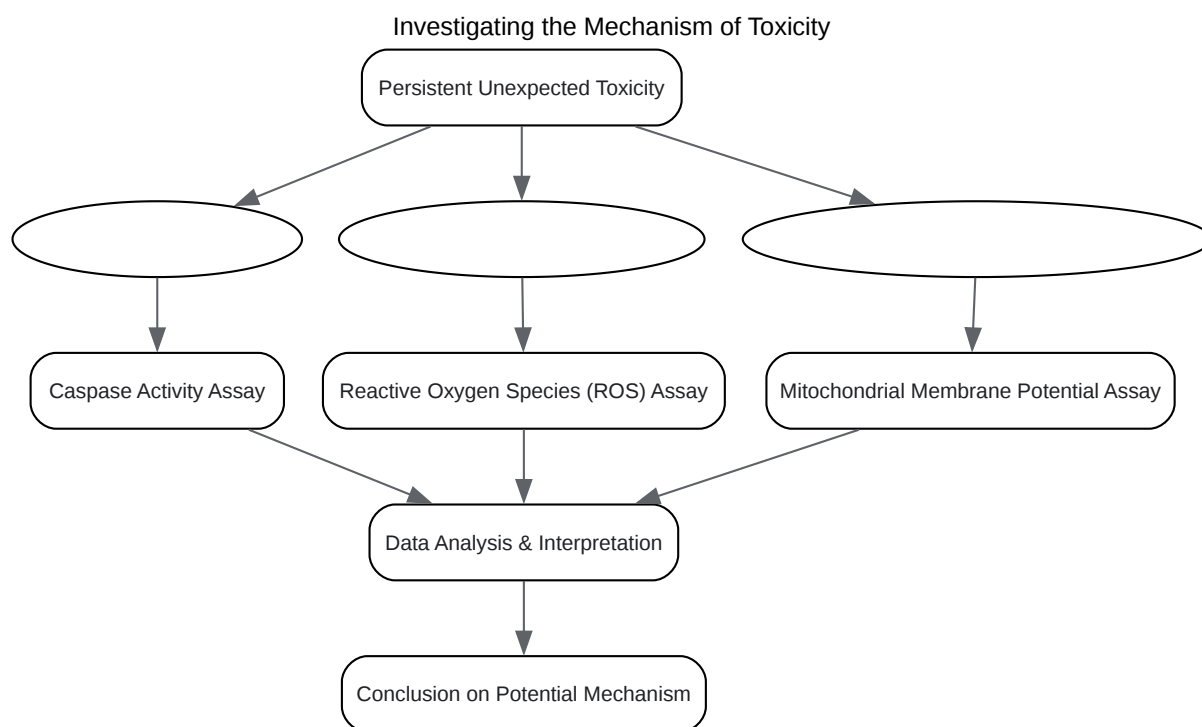 Investigating the Mechanism of Toxicity
Persistent Unexpected Toxicity
Caspase Activity Assay
Reactive Oxygen Species (ROS) Assay
Mitochondrial Membrane Potential Assay
Data Analysis & Interpretation
Conclusion on Potential Mechanism